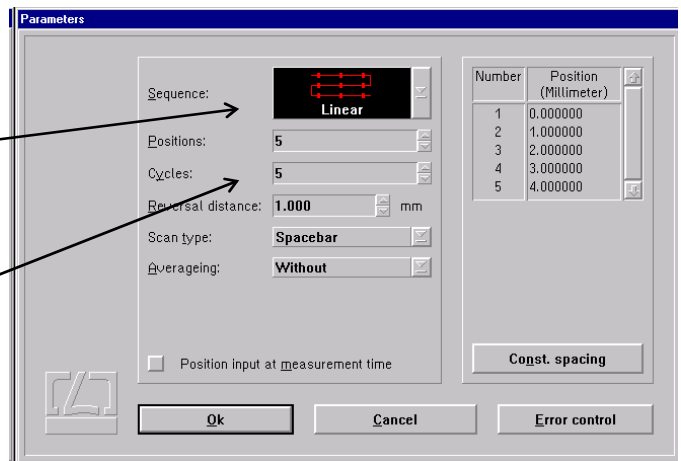 Parameters
Sequence: Linear
Positions: 5
Cycles: 5
Reversal distance: 1.000 mm
Scan type: Spacebar
Averageing: Without
Position input at measurement time
Number Position
(Millimeter)
1 0.000000
2 1.000000
3 2.000000
4 3.000000
5 4.000000
Const. spacing
Ok Cancel Error control